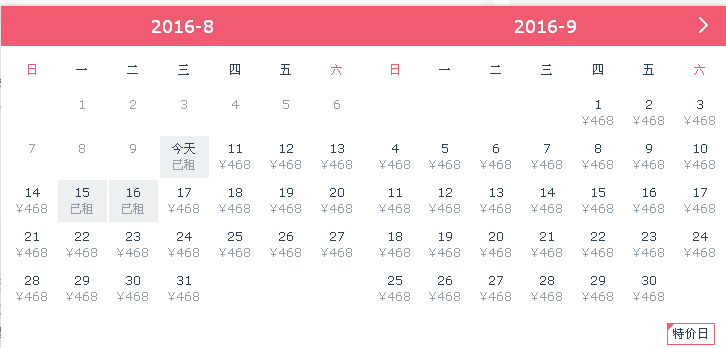 2016-8 2016-9
日 一 二 三 四 五 六 日 一 二 三 四 五 六
1 2 3 4 5 6 1 2 3
¥468 ¥468 ¥468
7 8 9 今天 11 12 13 4 5 6 7 8 9 10
已租 ¥468 ¥468 ¥468 ¥468 ¥468 ¥468 ¥468 ¥468 ¥468 ¥468
14 15 16 17 18 19 20 11 12 13 14 15 16 17
¥468 已租 已租 ¥468 ¥468 ¥468 ¥468 ¥468 ¥468 ¥468 ¥468 ¥468 ¥468 ¥468
21 22 23 24 25 26 27 18 19 20 21 22 23 24
¥468 ¥468 ¥468 ¥468 ¥468 ¥468 ¥468 ¥468 ¥468 ¥468 ¥468 ¥468 ¥468 ¥468
28 29 30 31 25 26 27 28 29 30
¥468 ¥468 ¥468 ¥468 ¥468 ¥468 ¥468 ¥468 ¥468 ¥468
特价日